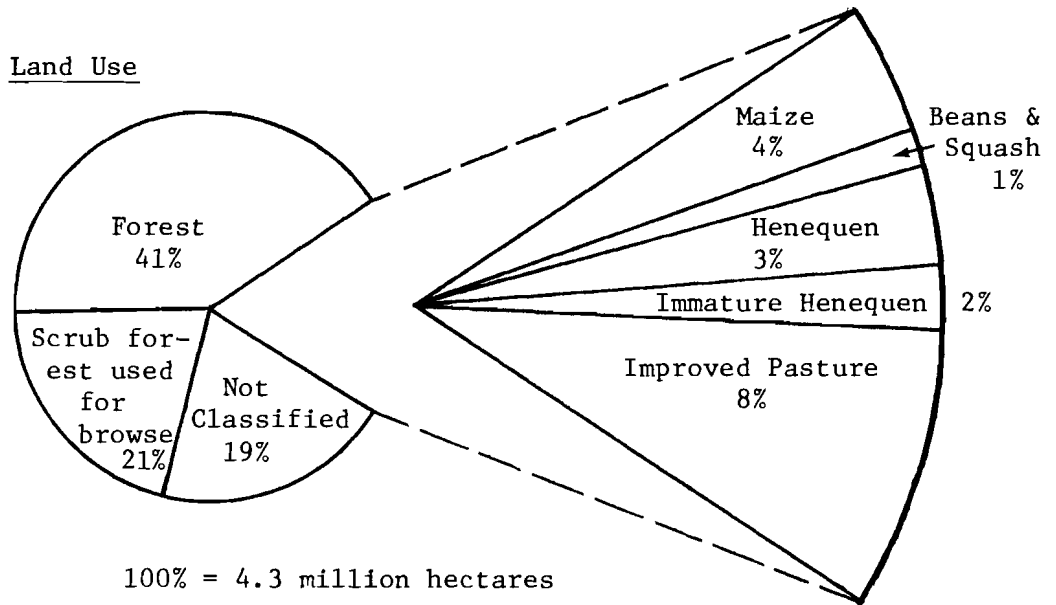 Land Use
Forest
41%
Scrub for-
est used
for
browse
21%
Not
Classified
19%
Maize
4%
Beans &
Squash
1%
Henequen
3%
Immature Henequen 2%
Improved Pasture
8%
100% = 4.3 million hectares